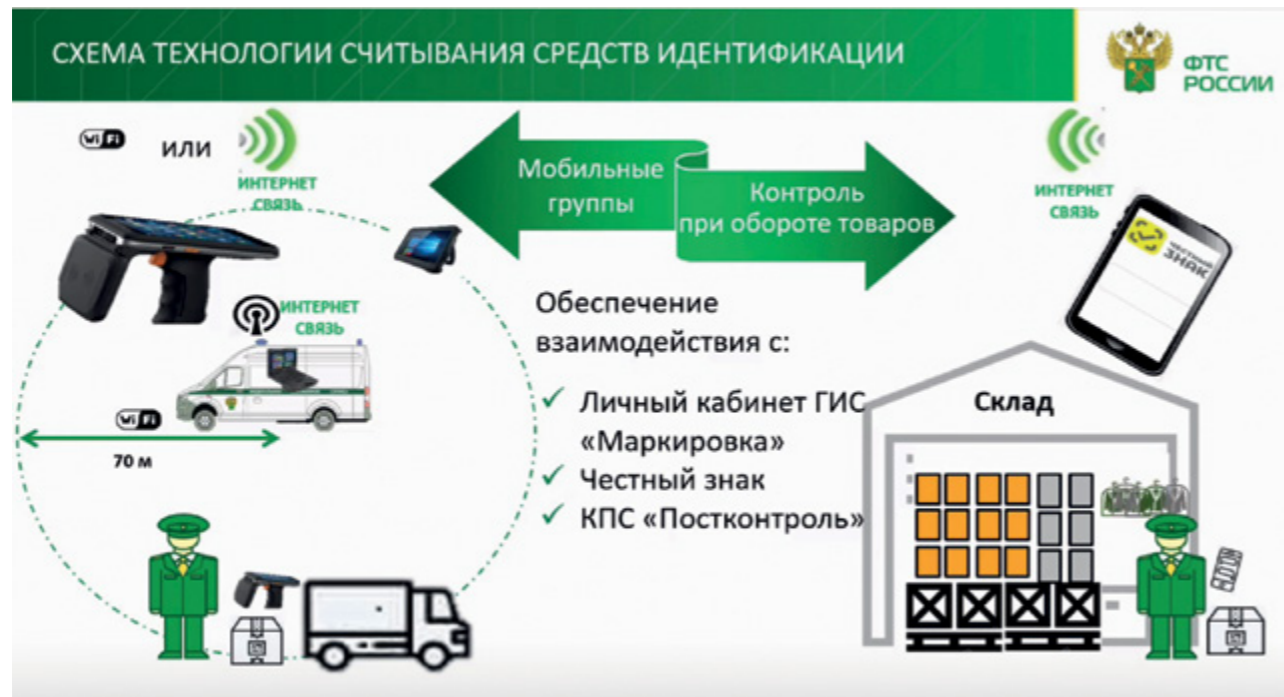 СХЕМА ТЕХНОЛОГИИ СЧИТЫВАНИЯ СРЕДСТВ ИДЕНТИФИКАЦИИ
ФТС
РОССИИ
Wi Fi
ИЛИ
ИНТЕРНЕТ
СВЯЗЬ
Мобильные
группы
Контроль
при обороте товаров
ИНТЕРНЕТ
СВЯЗЬ
ЧЕСТНЫЙ
ЗНАК
ИНТЕРНЕТ
СВЯЗЬ
Wi Fi
70 м
Обеспечение
взаимодействия с:
✓ Личный кабинет ГИС
«Маркировка»
✓ Честный знак
✓ КПС «Постконтроль»
Склад